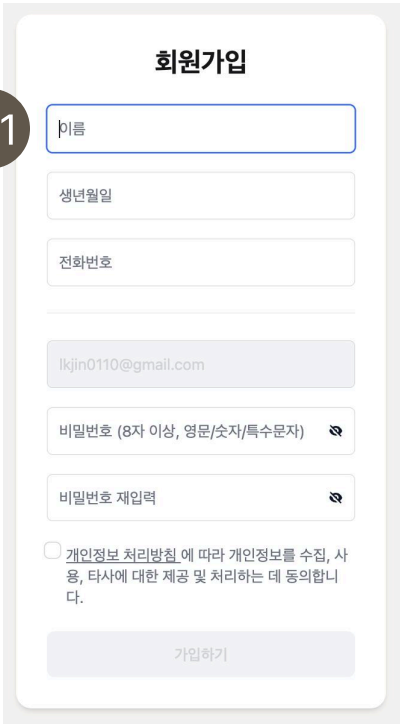 회원가입
1
이름
생년월일
전화번호
lkjin0110@gmail.com
비밀번호 (8자 이상, 영문/숫자/특수문자)
비밀번호 재입력
개인정보 처리방침 에 따라 개인정보를 수집, 사
용, 타사에 대한 제공 및 처리하는 데 동의합니
다.
가입하기